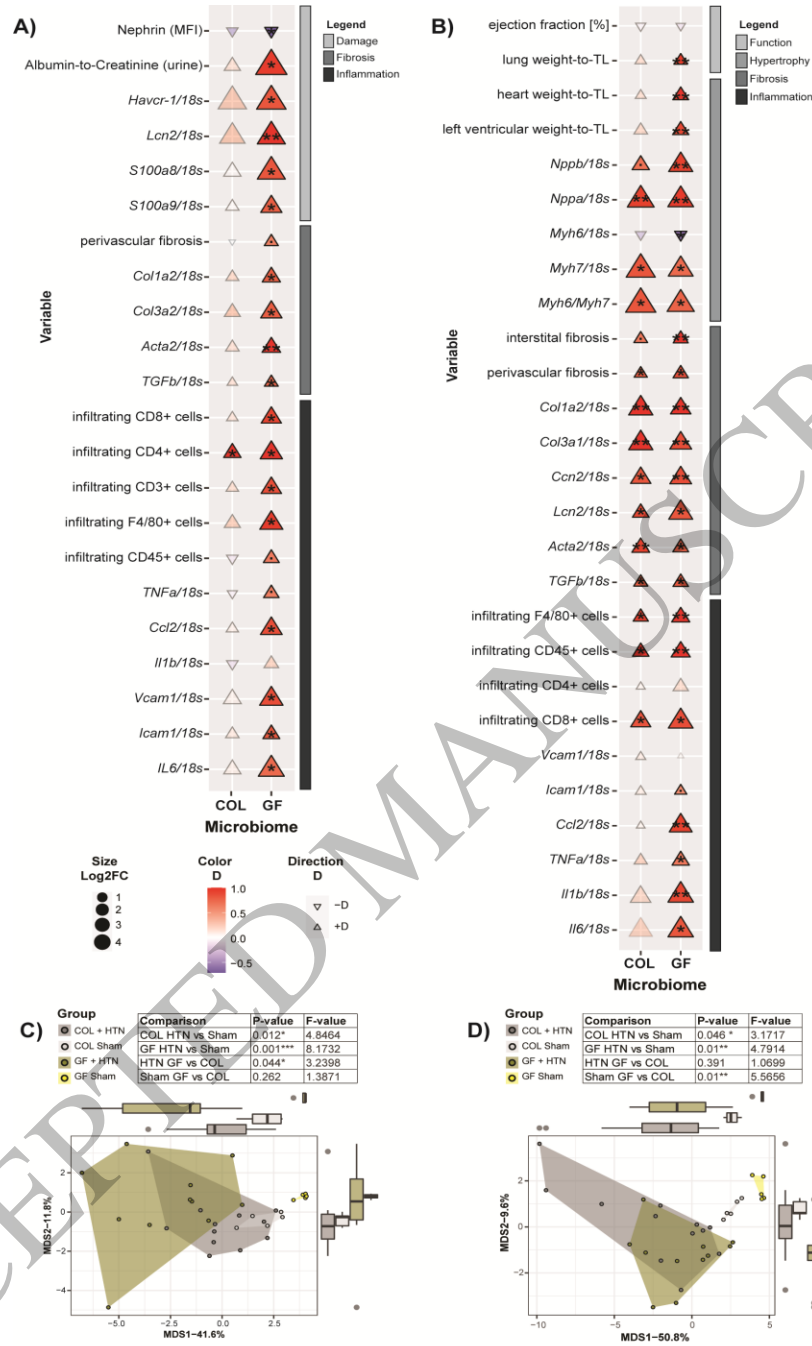 A)
Nephrin (MFI)
Albumin-to-Creatinine (urine)
Havcr-1/18s
Lcn2/18s
S100a8/18s
S100a9/18s
perivascular fibrosis
Col1a2/18s
Col3a2/18s
Acta2/18s
TGFb/18s
infiltrating CD8+ cells
infiltrating CD4+ cells
infiltrating CD3+ cells
infiltrating F4/80+ cells
infiltrating CD45+ cells
TNFa/18s
Ccl2/18s
Il1b/18s
Vcam1/18s
Icam1/18s
IL6/18s
Variable
COL GF
Microbiome
Legend
Damage
Fibrosis
Inflammation
Size
Log2FC
1
2
3
4
Color
D
1.0
0.5
0.0
−0.5
Direction
D
−D
+D
B)
ejection fraction [%]
lung weight-to-TL
heart weight-to-TL
left ventricular weight-to-TL
Nppb/18s
Nppa/18s
Myh6/18s
Myh7/18s
Myh6/Myh7
interstital fibrosis
perivascular fibrosis
Col1a2/18s
Col3a1/18s
Ccn2/18s
Lcn2/18s
Acta2/18s
TGFb/18s
infiltrating F4/80+ cells
infiltrating CD45+ cells
infiltrating CD4+ cells
infiltrating CD8+ cells
Vcam1/18s
Icam1/18s
Ccl2/18s
TNFa/18s
Il1b/18s
Il6/18s
Variable
COL GF
Microbiome
Legend
Function
Hypertrophy
Fibrosis
Inflammation
C)
Group
COL + HTN
COL Sham
GF + HTN
GF Sham
Comparison P-value F-value
COL HTN vs Sham 0.012* 4.8464
GF HTN vs Sham 0.001*** 8.1732
HTN GF vs COL 0.044* 3.2398
Sham GF vs COL 0.262 1.3871
MDS2−11.8%
2
0
−2
−4
−5.0 −2.5 0.0 2.5
MDS1−41.6%
D)
Group
COL + HTN
COL Sham
GF + HTN
GF Sham
Comparison P-value F-value
COL HTN vs Sham 0.046 * 3.1717
GF HTN vs Sham 0.01** 4.7914
HTN GF vs COL 0.391 1.0699
Sham GF vs COL 0.01** 5.5656
MDS2−9.6%
2
0
−2
−10 −5 0 5
MDS1−50.8%
CEPTED MANUSCR